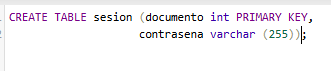 CREATE TABLE sesion (documento int PRIMARY KEY,
contrasena varchar (255));